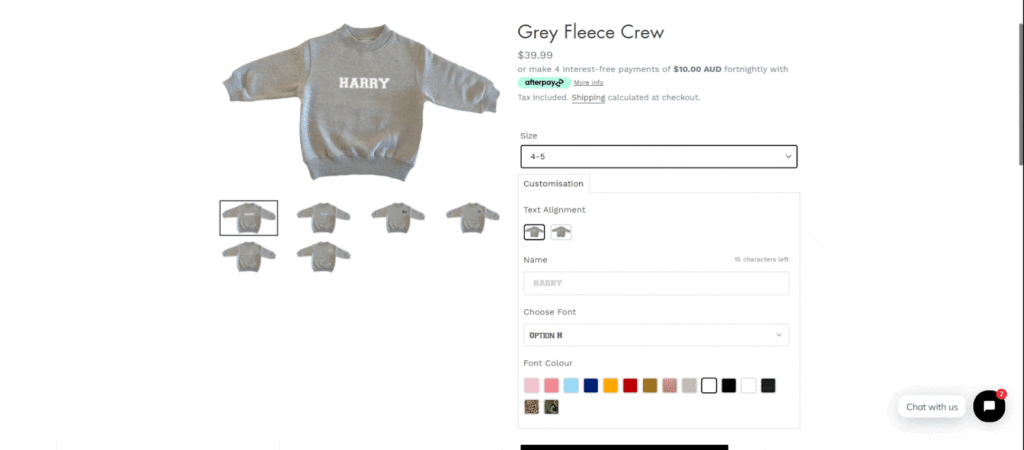 HARRY
Grey Fleece Crew
$39.99
or make 4 interest-free payments of $10.00 AUD fortnightly with
afterpay More info
Tax included. Shipping calculated at checkout.
Size
4-5
Customisation
Text Alignment
Name 15 characters left
HARRY
Choose Font
OPTION H
Font Colour
Chat with us
2